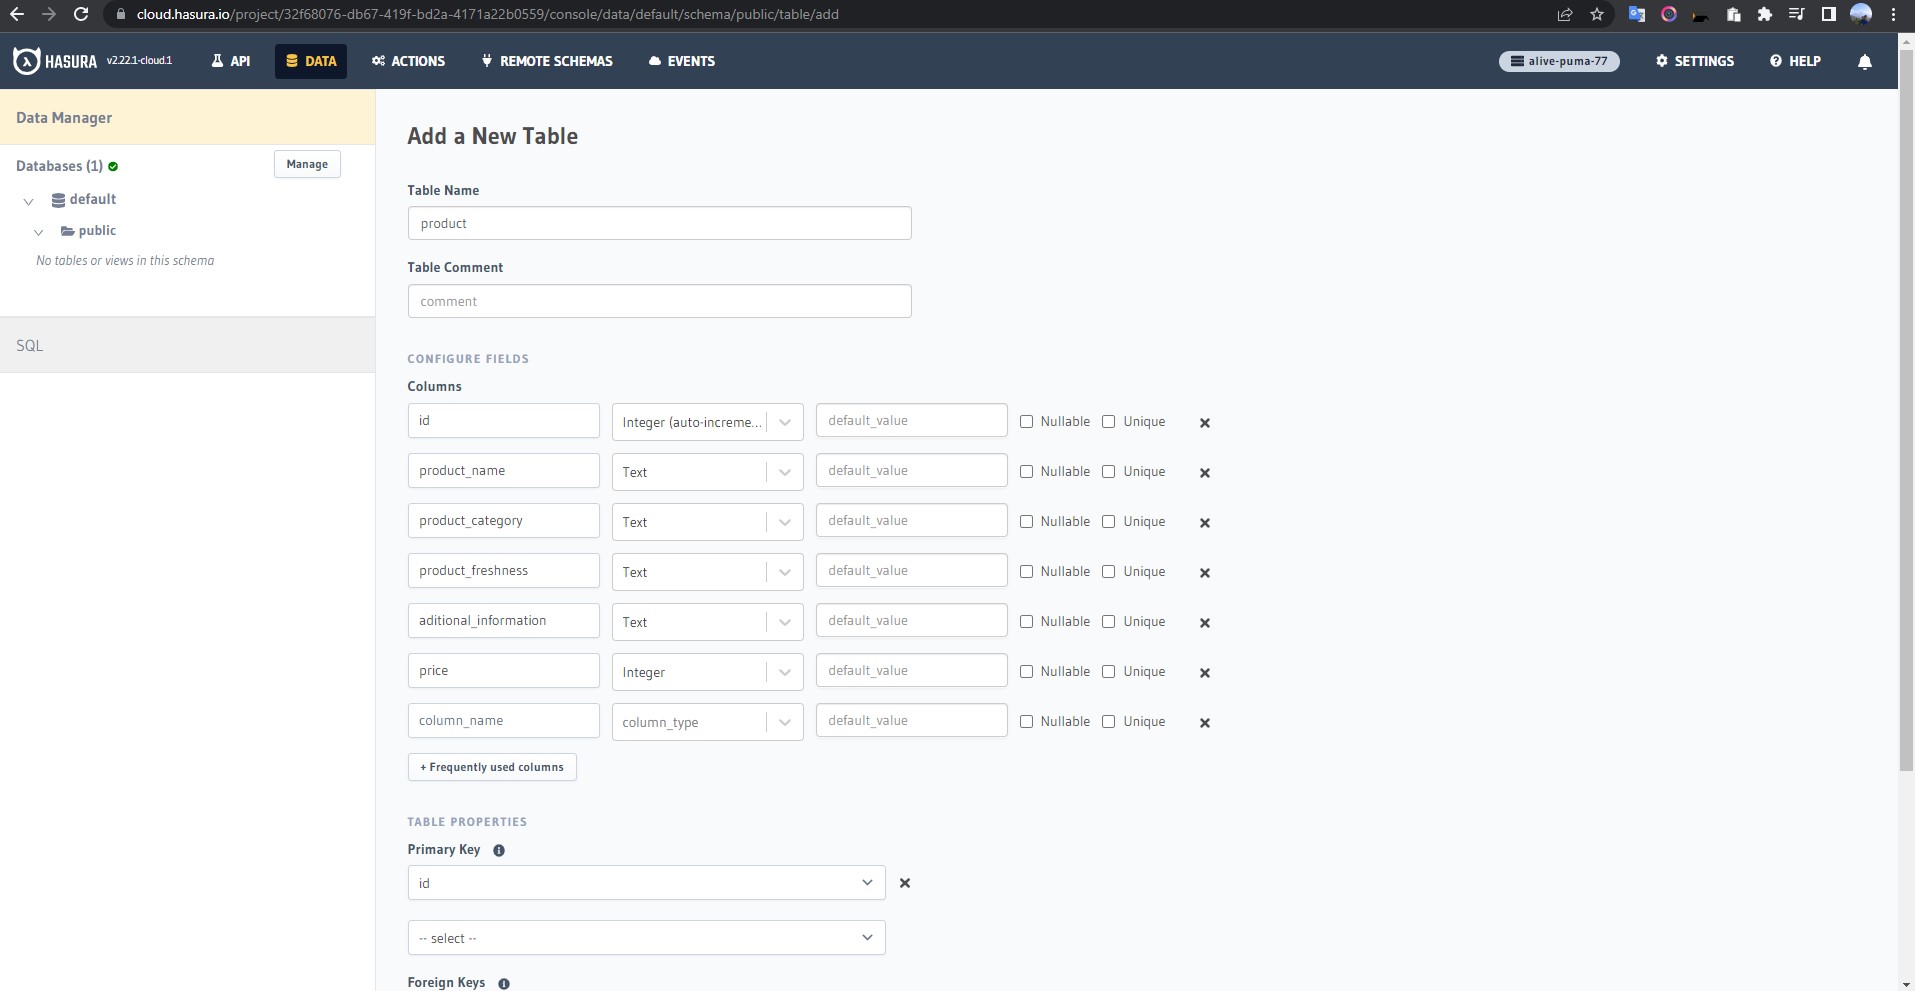 cloud.hasura.io/project/32f68076-db67-419f-bd2a-4171a22b0559/console/data/default/schema/public/table/add
HASURA v2.22.1-cloud.1 API DATA ACTIONS REMOTE SCHEMAS EVENTS alive-puma-77 SETTINGS HELP
Data Manager
Databases (1) Manage
default
public
No tables or views in this schema
SQL
Add a New Table
Table Name
product
Table Comment
comment
CONFIGURE FIELDS
Columns
id Integer (auto-increme... default_value Nullable Unique
product_name Text default_value Nullable Unique
product_category Text default_value Nullable Unique
product_freshness Text default_value Nullable Unique
aditional_information Text default_value Nullable Unique
price Integer default_value Nullable Unique
column_name column_type default_value Nullable Unique
+ Frequently used columns
TABLE PROPERTIES
Primary Key
id
-- select --
Foreign Keys